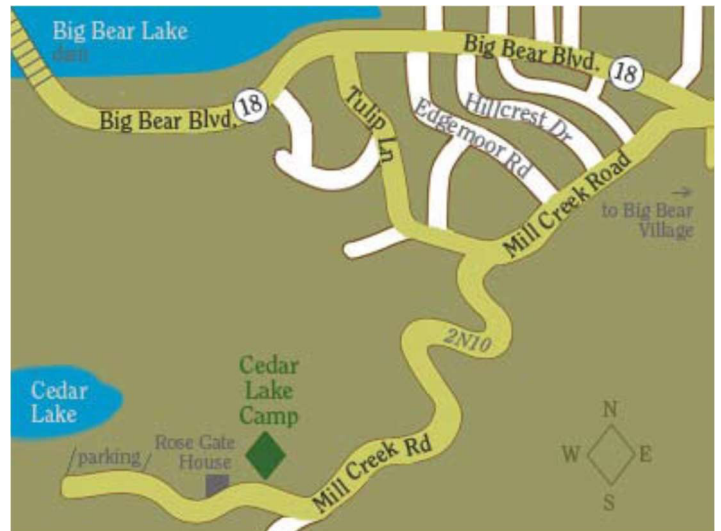 Big Bear Lake
dam
Big Bear Blvd.
18
Big Bear Blvd.
18
Tulip Ln
Edgemoor Rd
Hillcrest Dr
Mill Creek Road
→
to Big Bear
Village
2N10
Cedar
Lake
Cedar
Lake
Camp
/parking/
Rose Gate
House
Mill Creek Rd
N
W E
S